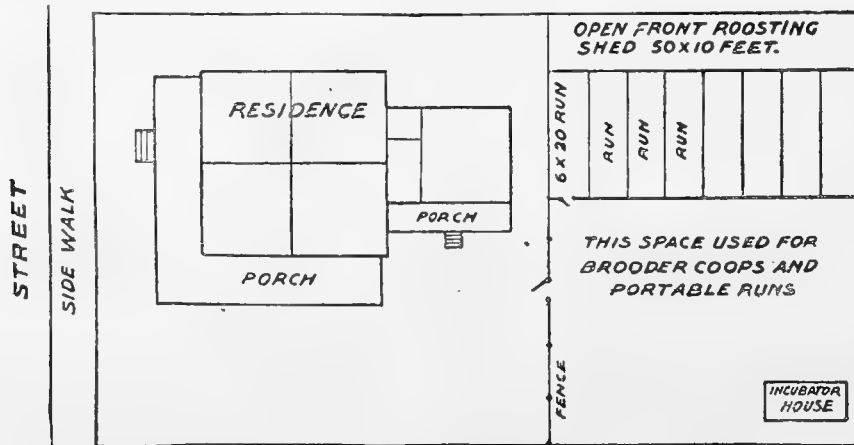 STREET
SIDE WALK
RESIDENCE
PORCH
PORCH
OPEN FRONT ROOSTING
SHED 50X10 FEET.
6 X 20 RUN
RUN
RUN
RUN
THIS SPACE USED FOR
BROODER COOPS AND
PORTABLE RUNS
FENCE
INCUBATOR
HOUSE